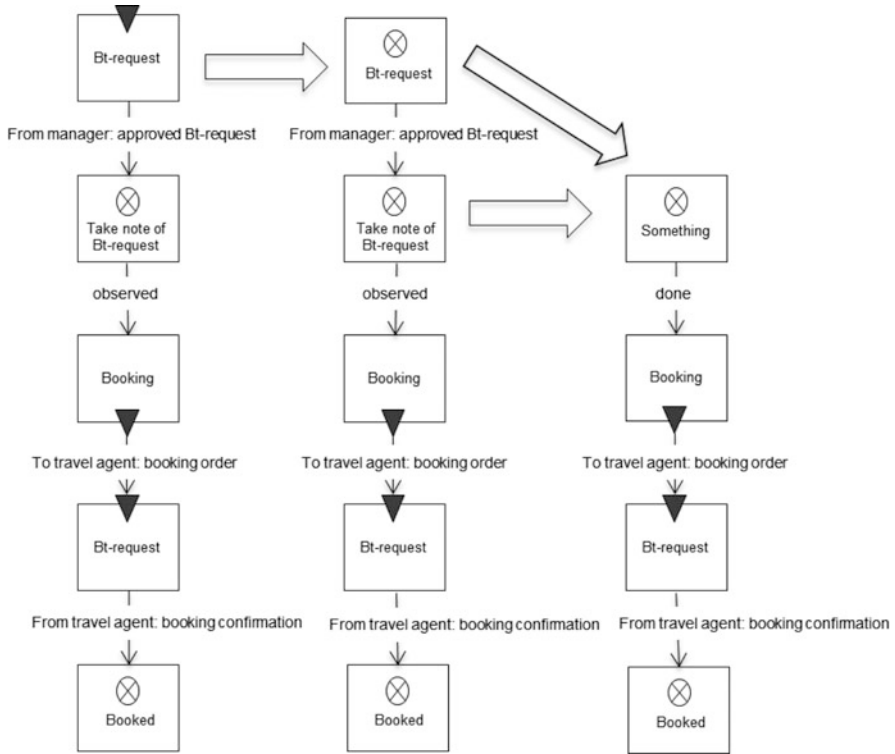 Bt-request
From manager: approved Bt-request
Take note of
Bt-request
observed
Booking
To travel agent: booking order
Bt-request
From travel agent: booking confirmation
Booked
Bt-request
From manager: approved Bt-request
Take note of
Bt-request
observed
Booking
To travel agent: booking order
Bt-request
From travel agent: booking confirmation
Booked
Something
done
Booking
To travel agent: booking order
Bt-request
From travel agent: booking confirmation
Booked